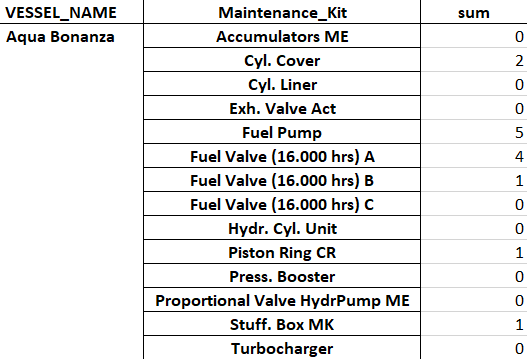 VESSEL_NAME Maintenance_Kit sum
Aqua Bonanza Accumulators ME 0
Cyl. Cover 2
Cyl. Liner 0
Exh. Valve Act 0
Fuel Pump 5
Fuel Valve (16.000 hrs) A 4
Fuel Valve (16.000 hrs) B 1
Fuel Valve (16.000 hrs) C 0
Hydr. Cyl. Unit 0
Piston Ring CR 1
Press. Booster 0
Proportional Valve HydrPump ME 0
Stuff. Box MK 1
Turbocharger 0